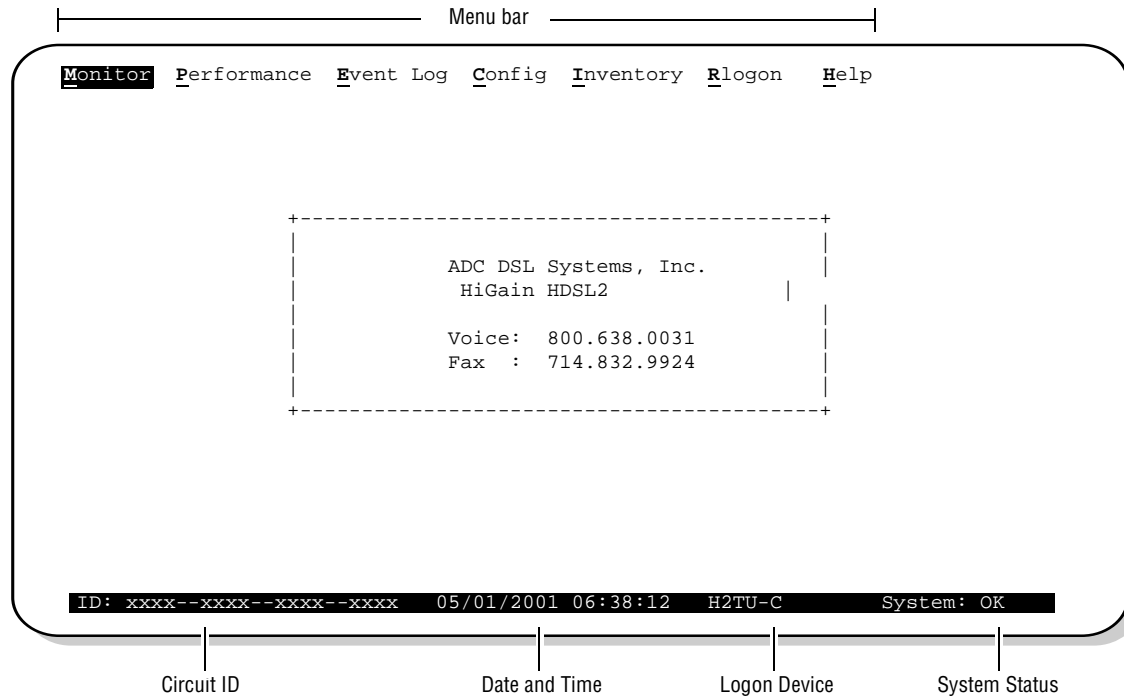 Menu bar
Monitor Performance Event Log Config Inventory Rlogon Help
+------------------------------------------+
| |
| ADC DSL Systems, Inc. |
| HiGain HDSL2 |
| |
| Voice: 800.638.0031 |
| Fax : 714.832.9924 |
| |
+------------------------------------------+
ID: xxxx--xxxx--xxxx--xxxx 05/01/2001 06:38:12 H2TU-C System: OK
Circuit ID Date and Time Logon Device System Status